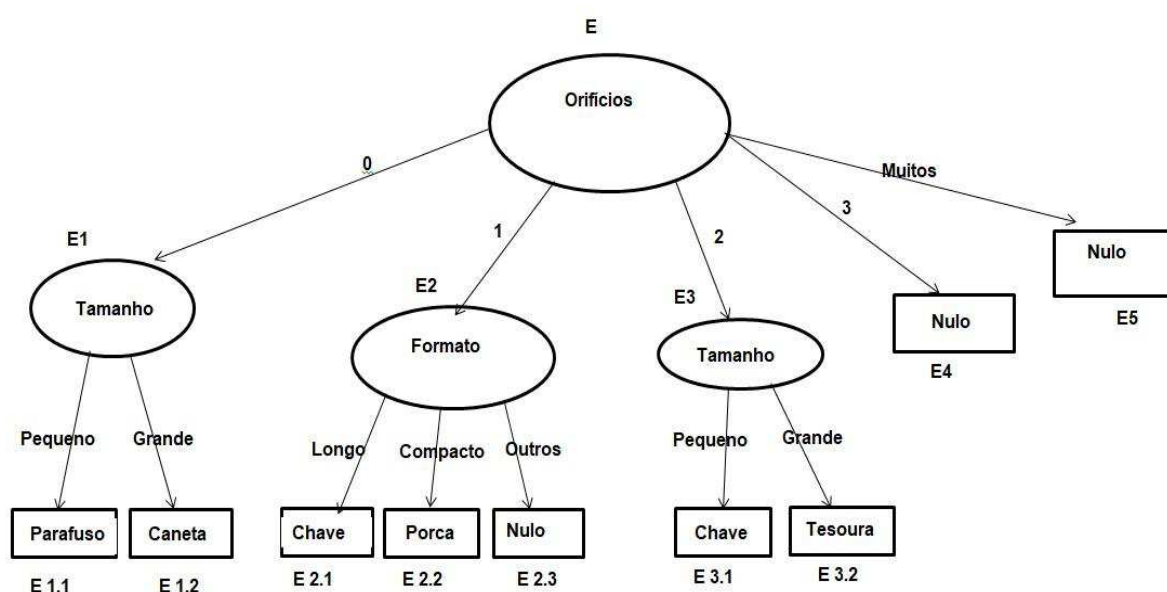 E
Orifícios
0
1
2
3
Muitos
E1
Tamanho
E2
Formato
E3
Tamanho
Nulo
E4
Nulo
E5
Pequeno
Grande
Longo
Compacto
Outros
Pequeno
Grande
Parafuso
Caneta
Chave
Porca
Nulo
Chave
Tesoura
E 1.1
E 1.2
E 2.1
E 2.2
E 2.3
E 3.1
E 3.2